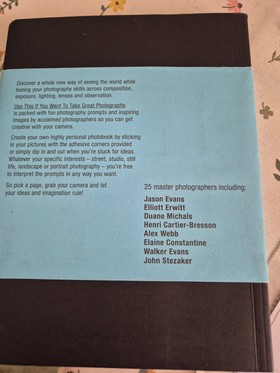 Discover a whole new way of seeing the world while
honing your photography skills across composition,
exposure, lighting, lenses and observation.
Use This If You Want To Take Great Photographs
is packed with fun photography prompts and inspiring
images by acclaimed photographers so you can get
creative with your camera.
Create your own highly personal photobook by sticking
in your pictures with the adhesive corners provided
or simply dip in and out when you're stuck for ideas.
Whatever your specific interests – street, studio, still
life, landscape or portrait photography – you're free
to interpret the prompts in any way you want.
So pick a page, grab your camera and let
your ideas and imagination rule!
25 master photographers including:
Jason Evans
Elliott Erwitt
Duane Michals
Henri Cartier-Bresson
Alex Webb
Elaine Constantine
Walker Evans
John Stezaker